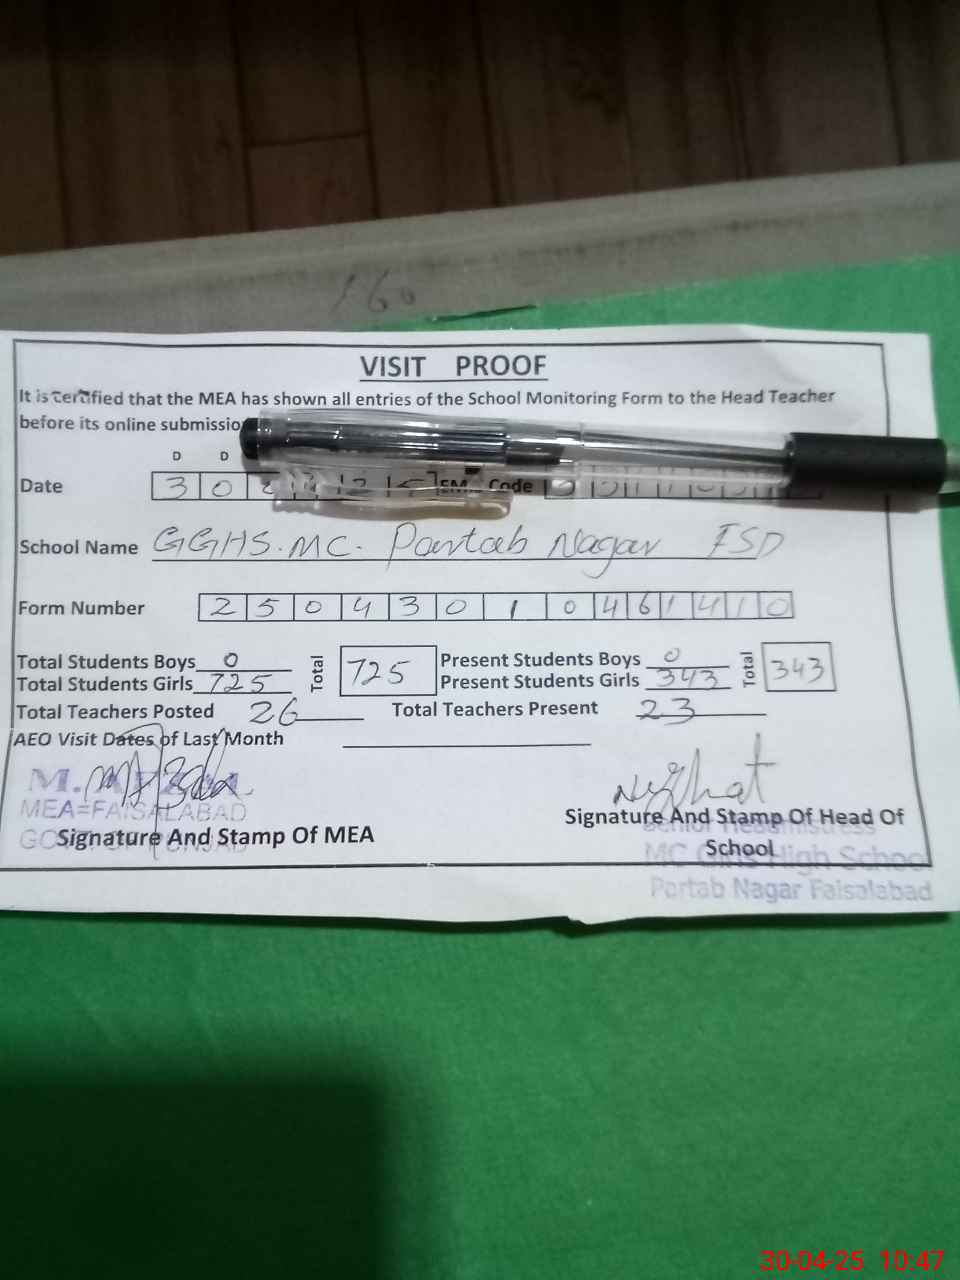 160
VISIT PROOF
It is certified that the MEA has shown all entries of the School Monitoring Form to the Head Teacher
before its online
D D
Date 3 0 Code
School Name GGHS. MC. Partab Nagar FSD
Form Number 2 5 0 4 3 0 1 0 4 6 1 4 1 0
Total Students Boys 0 Total 725 Present Students Boys 0 Total 343
Total Students Girls 725 Present Students Girls 343
Total Teachers Posted 26 Total Teachers Present 23
AEO Visit Dates of Last Month
M.
MEA=FAISALABAD
Nighat
Signature And Stamp Of MEA
Signature And Stamp Of Head Of
School
Senior Headmistress
MC Girls High School
Partab Nagar Faisalabad
30-04-25 10:47